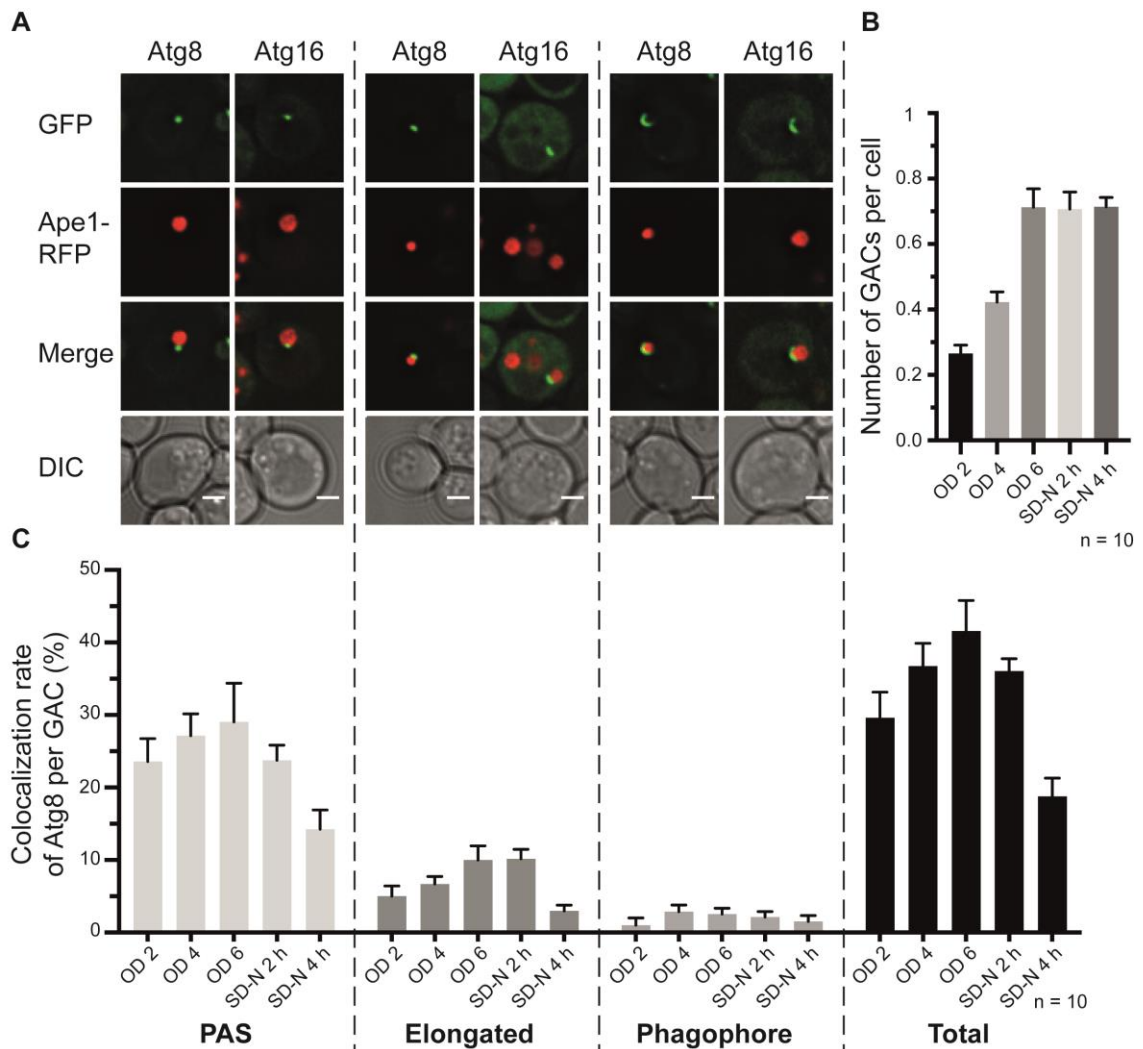 A
B
Atg8 Atg16 Atg8 Atg16 Atg8 Atg16
GFP
Ape1-
RFP
Merge
DIC
Number of GACs per cell
1
0.8
0.6
0.4
0.2
0.0
OD 2 OD 4 OD 6 SD-N 2 h SD-N 4 h
n = 10
C
Colocalization rate
of Atg8 per GAC (%)
50
40
30
20
10
0
OD 2 OD 4 OD 6 SD-N 2 h SD-N 4 h OD 2 OD 4 OD 6 SD-N 2 h SD-N 4 h OD 2 OD 4 OD 6 SD-N 2 h SD-N 4 h OD 2 OD 4 OD 6 SD-N 2 h SD-N 4 h
n = 10
PAS Elongated Phagophore Total